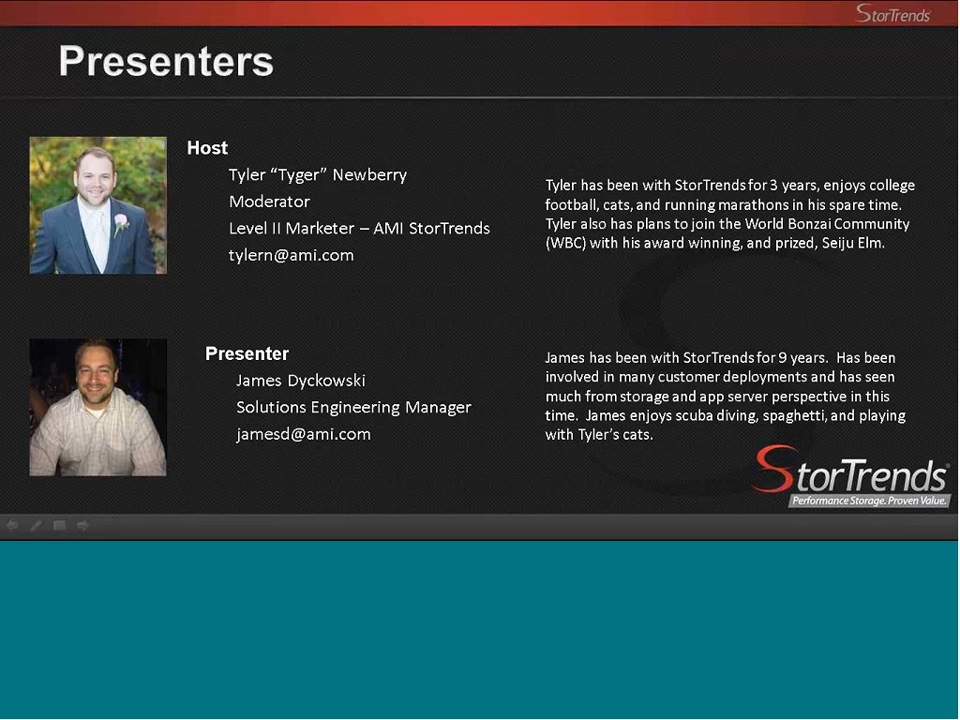 StorTrends
Presenters
Host
Tyler “Tyger” Newberry
Moderator
Level II Marketer – AMI StorTrends
tylern@ami.com
Tyler has been with StorTrends for 3 years, enjoys college
football, cats, and running marathons in his spare time.
Tyler also has plans to join the World Bonzai Community
(WBC) with his award winning, and prized, Seiju Elm.
Presenter
James Dyckowski
Solutions Engineering Manager
jamesd@ami.com
James has been with StorTrends for 9 years.  Has been
involved in many customer deployments and has seen
much from storage and app server perspective in this
time.  James enjoys scuba diving, spaghetti, and playing
with Tyler’s cats.
StorTrends®
Performance Storage. Proven Value.